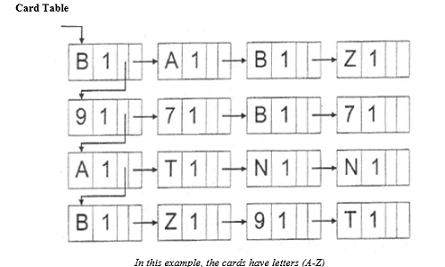 Card Table
B 1 A 1 B 1 Z 1
9 1 7 1 B 1 7 1
A 1 T 1 N 1 N 1
B 1 Z 1 9 1 T 1
In this example, the cards have letters (A-Z)